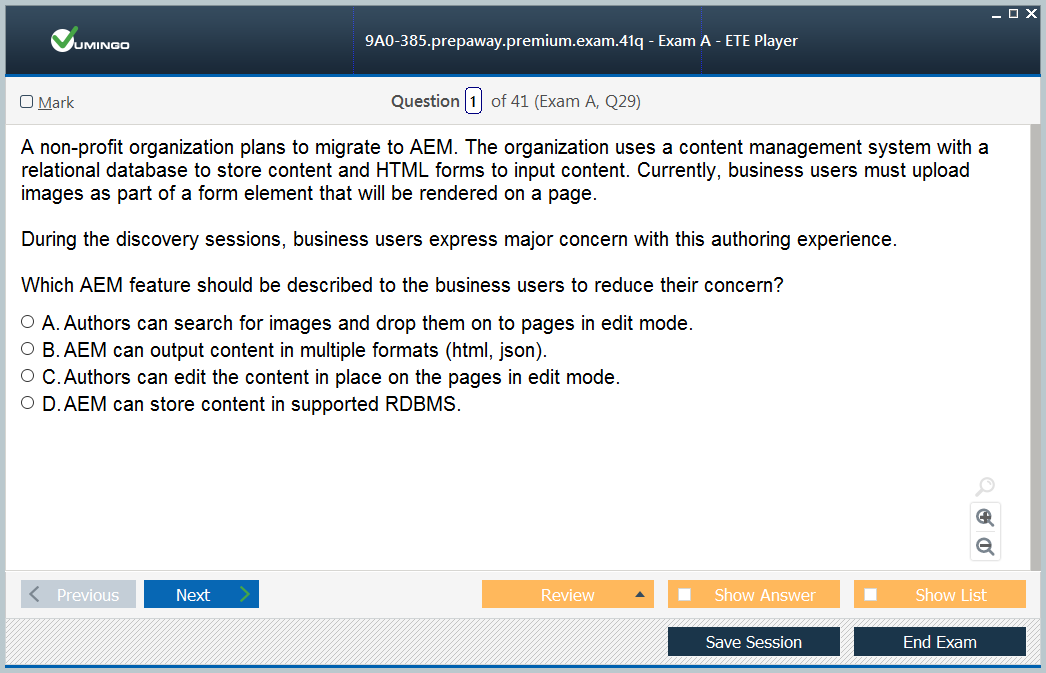 VUMINGO
9A0-385.prepaway.premium.exam.41q - Exam A - ETE Player
Mark
Question 1 of 41 (Exam A, Q29)
A non-profit organization plans to migrate to AEM. The organization uses a content management system with a
relational database to store content and HTML forms to input content. Currently, business users must upload
images as part of a form element that will be rendered on a page.
During the discovery sessions, business users express major concern with this authoring experience.
Which AEM feature should be described to the business users to reduce their concern?
A. Authors can search for images and drop them on to pages in edit mode.
B. AEM can output content in multiple formats (html, json).
C. Authors can edit the content in place on the pages in edit mode.
D. AEM can store content in supported RDBMS.
Previous
Next
Review
Show Answer
Show List
Save Session
End Exam